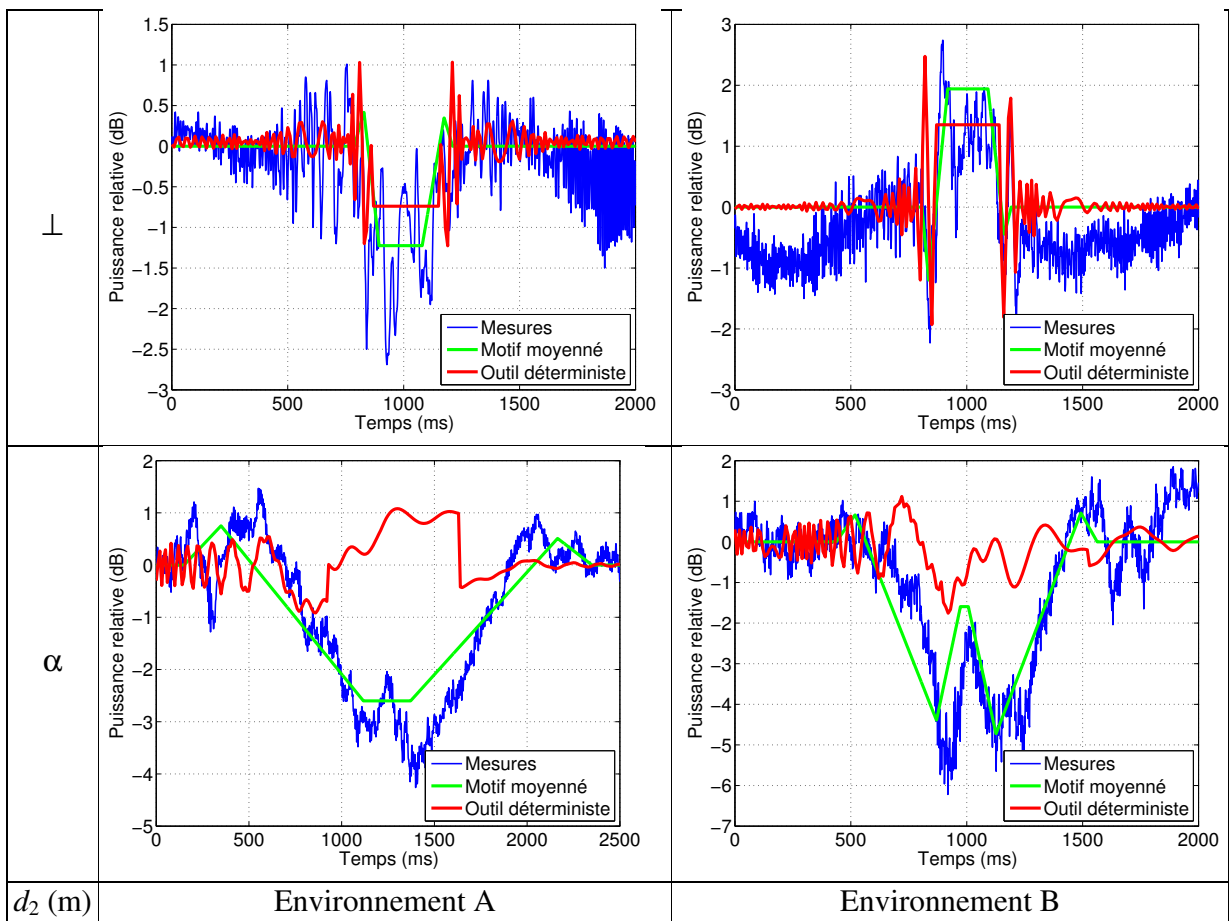 ⊥
1.5
1
0.5
0
-0.5
-1
-1.5
-2
-2.5
-3
Puissance relative (dB)
0 500 1000 1500 2000
Temps (ms)
Mesures
Motif moyenné
Outil déterministe
3
2
1
0
-1
-2
-3
Puissance relative (dB)
0 500 1000 1500 2000
Temps (ms)
Mesures
Motif moyenné
Outil déterministe
α
2
1
0
-1
-2
-3
-4
-5
Puissance relative (dB)
0 500 1000 1500 2000 2500
Temps (ms)
Mesures
Motif moyenné
Outil déterministe
2
1
0
-1
-2
-3
-4
-5
-6
-7
Puissance relative (dB)
0 500 1000 1500 2000
Temps (ms)
Mesures
Motif moyenné
Outil déterministe
d₂ (m) Environnement A Environnement B